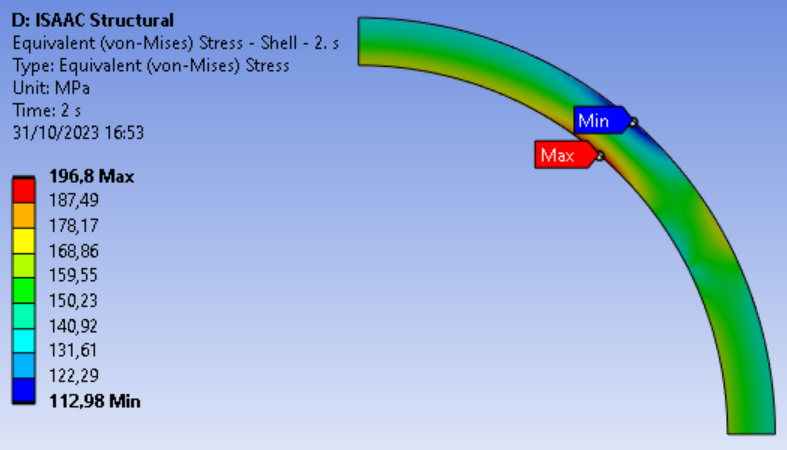 D: ISAAC Structural
Equivalent (von-Mises) Stress - Shell - 2. s
Type: Equivalent (von-Mises) Stress
Unit: MPa
Time: 2 s
31/10/2023 16:53
Min
Max
196,8 Max
187,49
178,17
168,86
159,55
150,23
140,92
131,61
122,29
112,98 Min